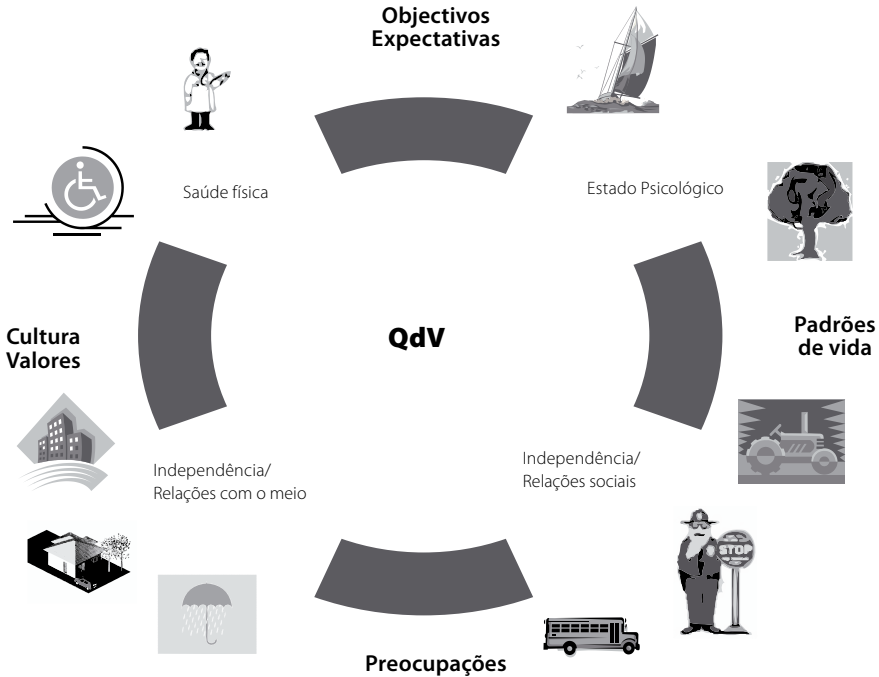 Objectivos
Expectativas
Saúde física
Estado Psicológico
Cultura
Valores
QdV
Padrões
de vida
Independência/
Relações com o meio
Independência/
Relações sociais
STOP
Preocupações